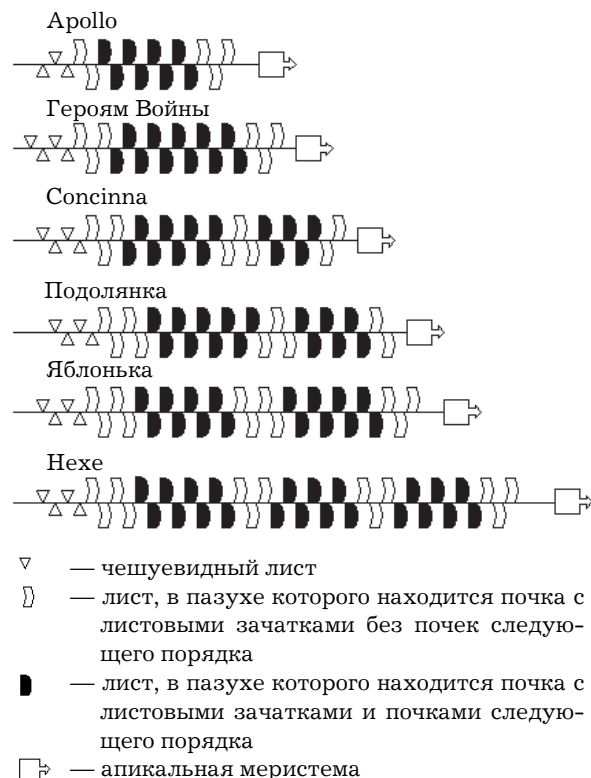 Apollo
Героям Войны
Concinna
Подолянка
Яблонька
Hexe
— чешуевидный лист
— лист, в пазухе которого находится почка с
листовыми зачатками без почек следую-
щего порядка
— лист, в пазухе которого находится почка с
листовыми зачатками и почками следую-
щего порядка
— апикальная меристема